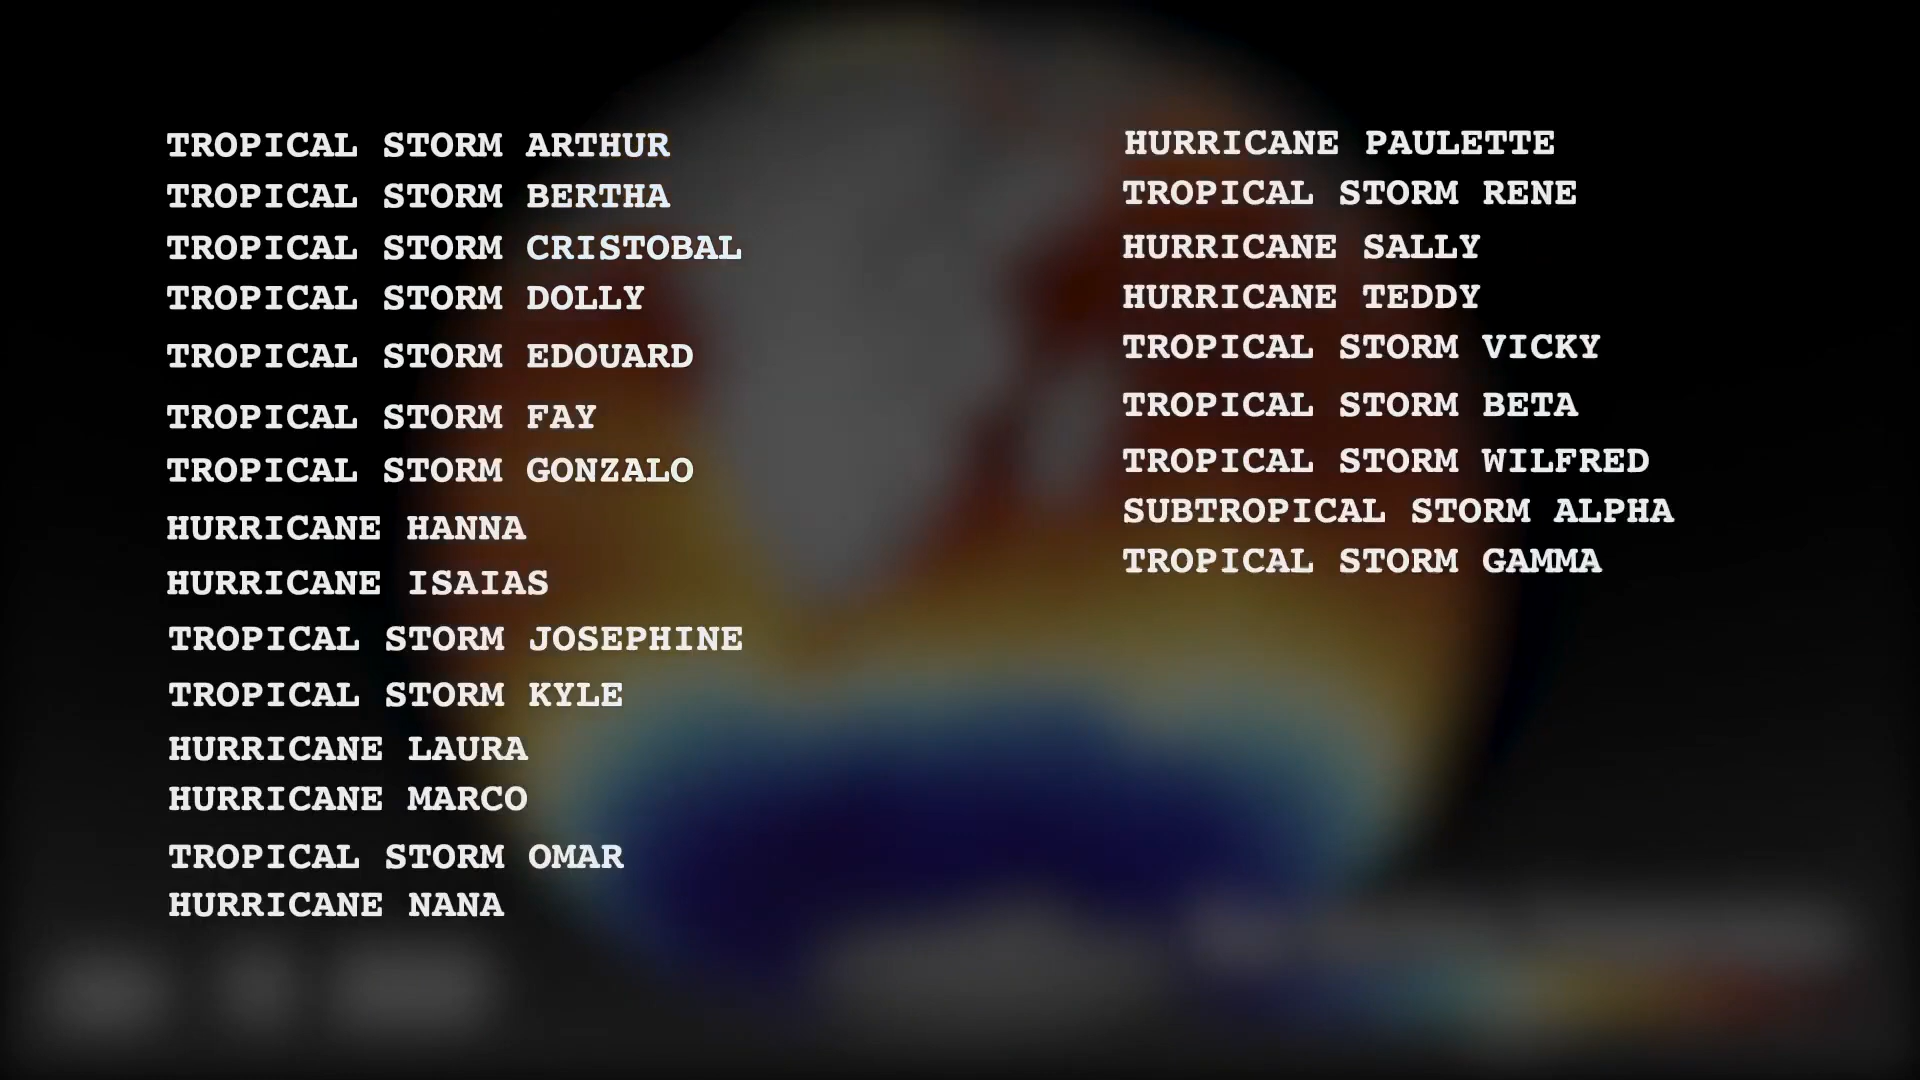 TROPICAL STORM ARTHUR
TROPICAL STORM BERTHA
TROPICAL STORM CRISTOBAL
TROPICAL STORM DOLLY
TROPICAL STORM EDOUARD
TROPICAL STORM FAY
TROPICAL STORM GONZALO
HURRICANE HANNA
HURRICANE ISAIAS
TROPICAL STORM JOSEPHINE
TROPICAL STORM KYLE
HURRICANE LAURA
HURRICANE MARCO
TROPICAL STORM OMAR
HURRICANE NANA
HURRICANE PAULETTE
TROPICAL STORM RENE
HURRICANE SALLY
HURRICANE TEDDY
TROPICAL STORM VICKY
TROPICAL STORM BETA
TROPICAL STORM WILFRED
SUBTROPICAL STORM ALPHA
TROPICAL STORM GAMMA